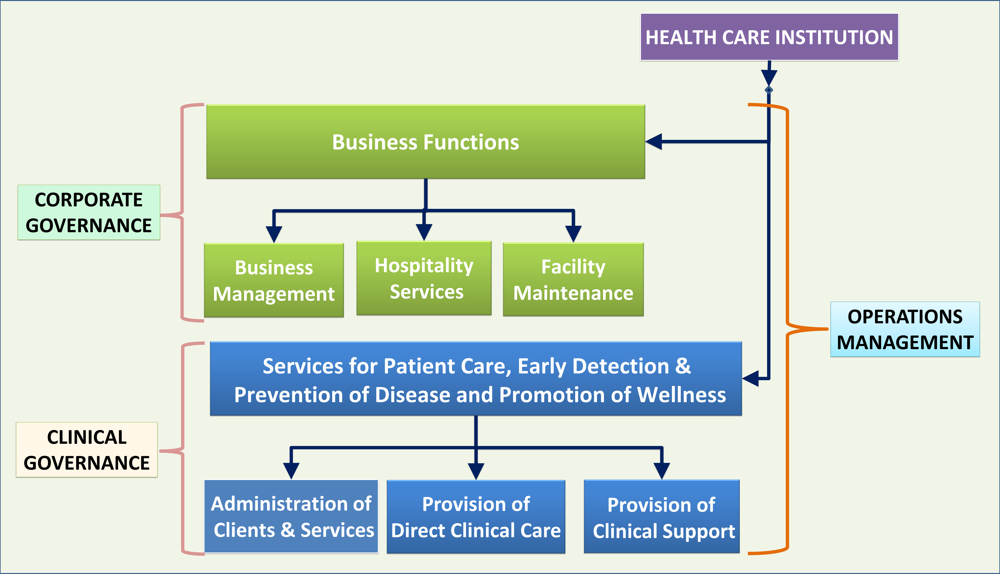 HEALTH CARE INSTITUTION
Business Functions
CORPORATE
GOVERNANCE
Business
Management
Hospitality
Services
Facility
Maintenance
OPERATIONS
MANAGEMENT
Services for Patient Care, Early Detection &
Prevention of Disease and Promotion of Wellness
CLINICAL
GOVERNANCE
Administration of
Clients & Services
Provision of
Direct Clinical Care
Provision of
Clinical Support